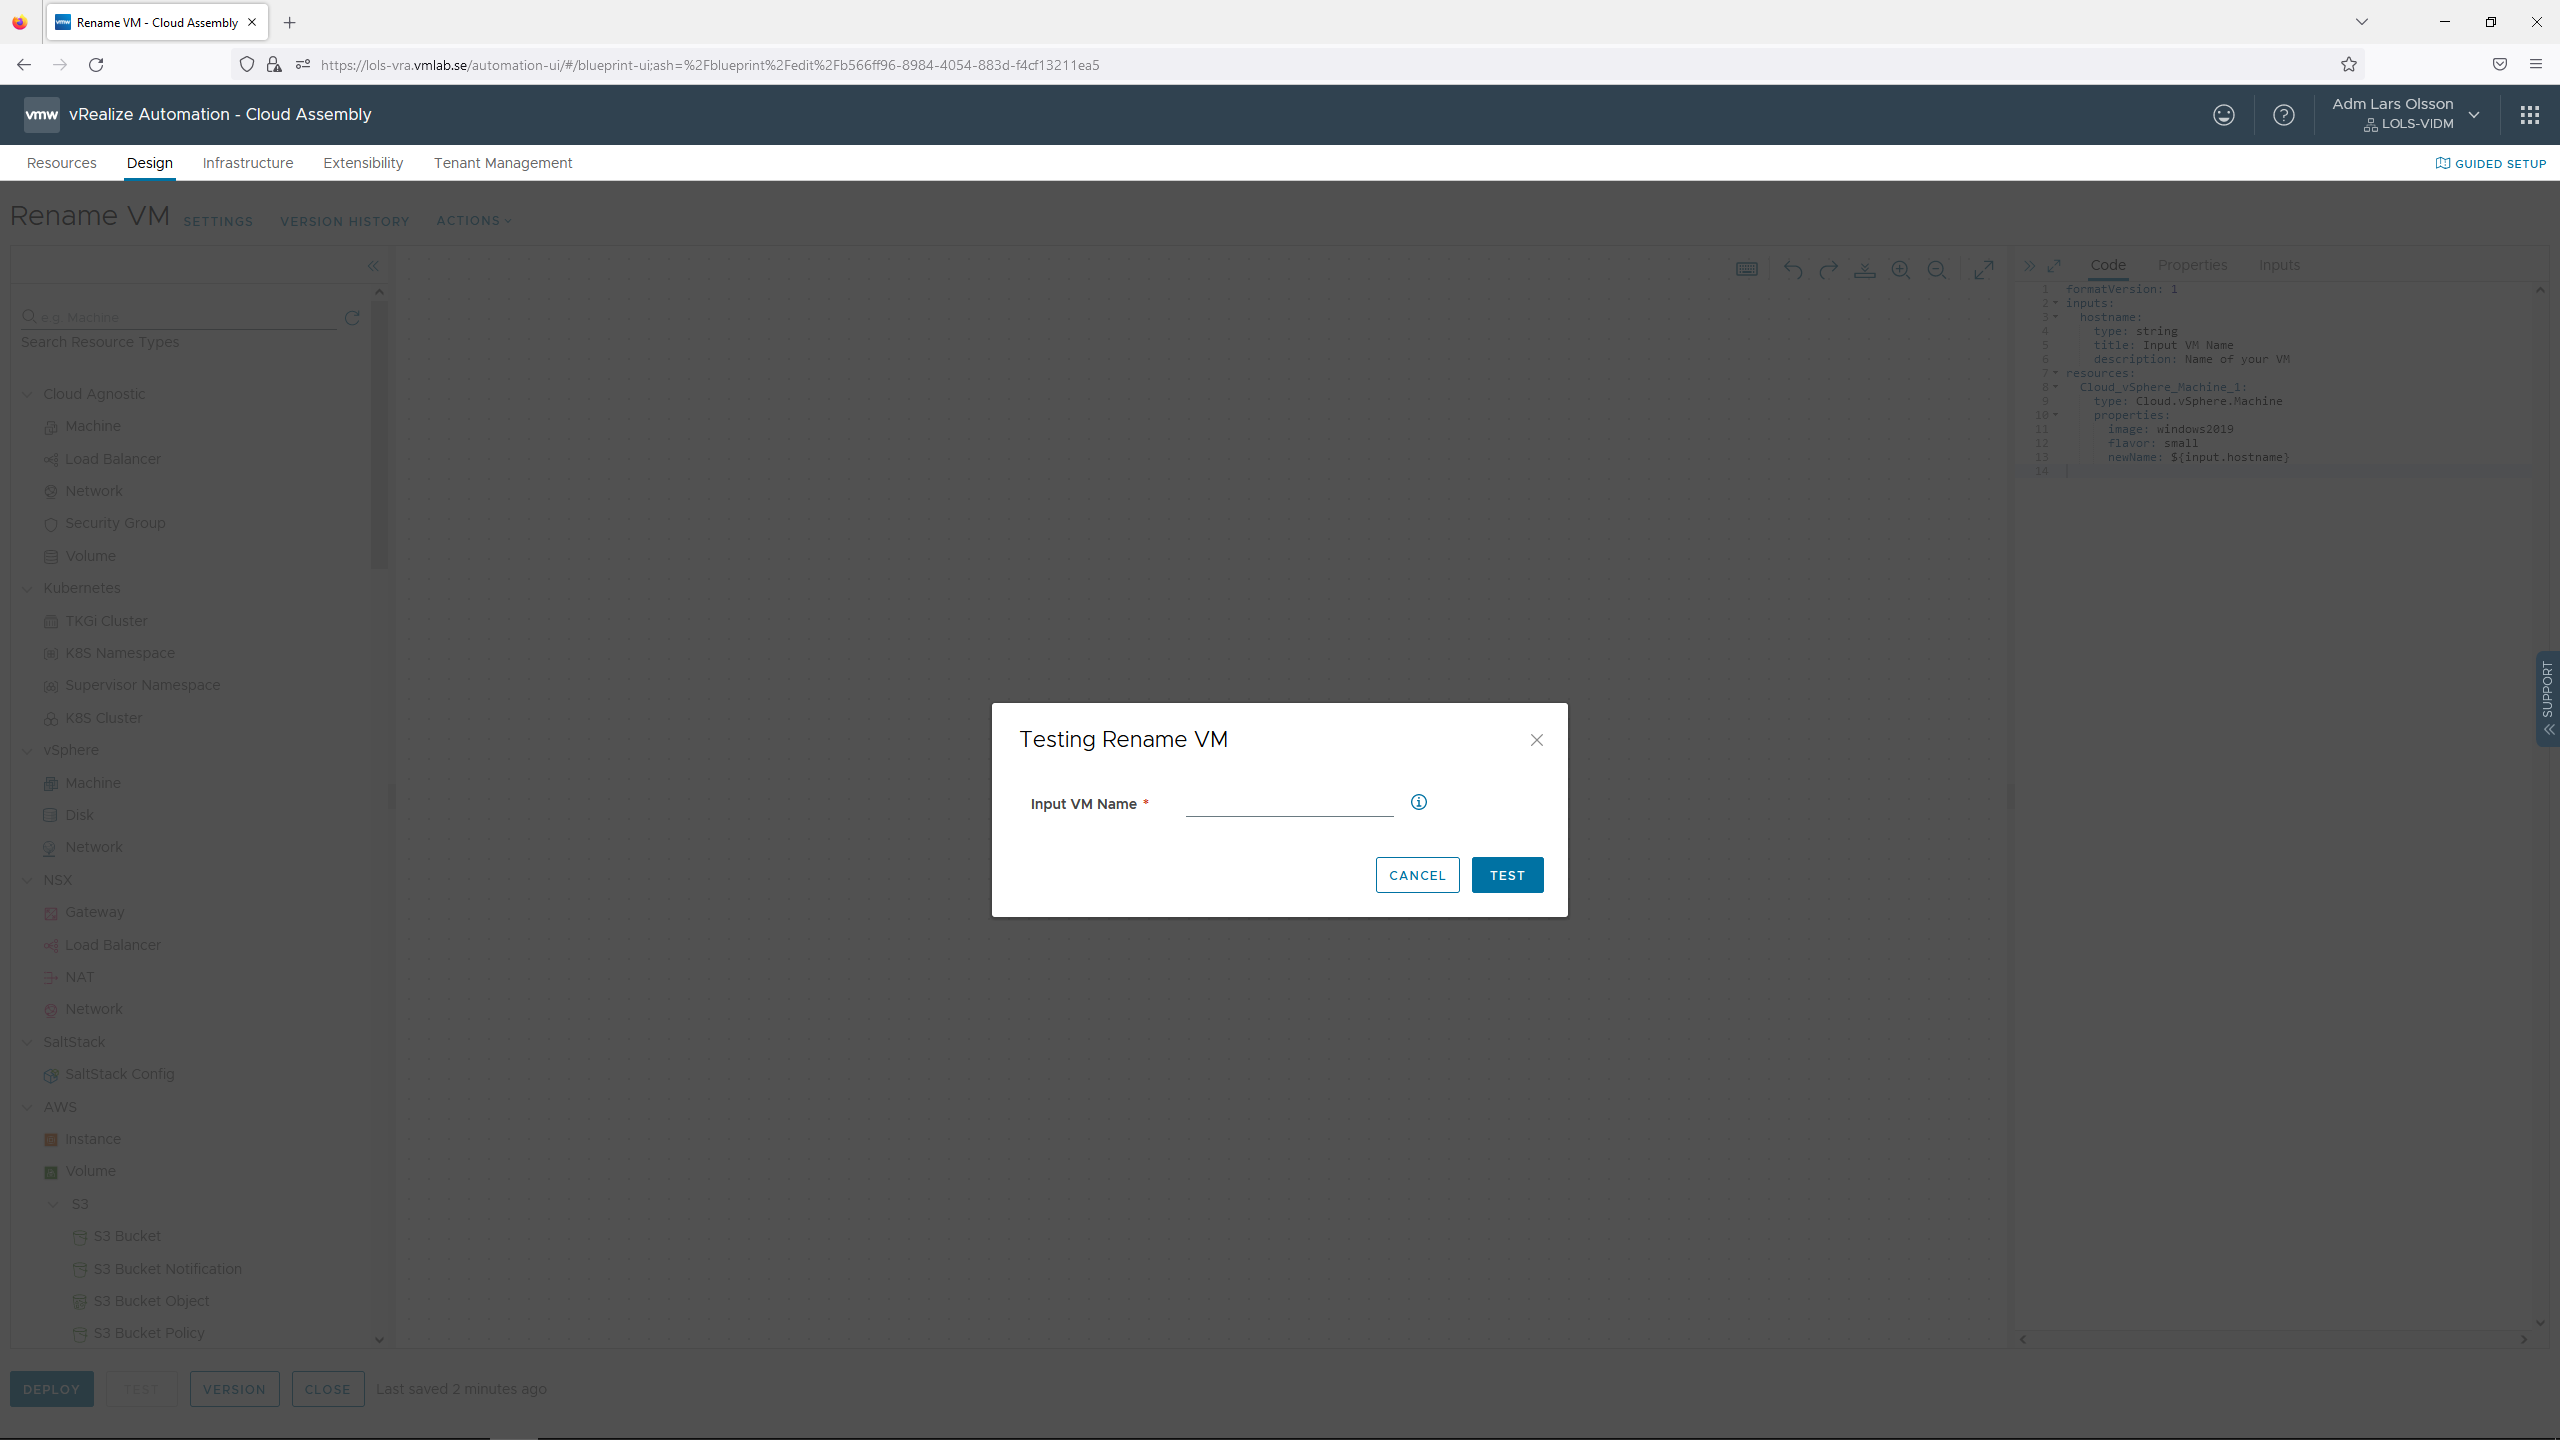 Rename VM - Cloud Assembly
https://lols-vra.vmlab.se/automation-ui/#/blueprint-ui;ash=%2Fblueprint%2Fedit%2Fb566ff96-8984-4054-883d-f4cf13211ea5
vmw vRealize Automation - Cloud Assembly
Adm Lars Olsson
LOLS-VIDM
Resources Design Infrastructure Extensibility Tenant Management GUIDED SETUP
Rename VM SETTINGS VERSION HISTORY ACTIONS
e.g. Machine
Search Resource Types
Cloud Agnostic
Machine
Load Balancer
Network
Security Group
Volume
Kubernetes
TKGI Cluster
K8S Namespace
Supervisor Namespace
K8S Cluster
vSphere
Machine
Disk
Network
NSX
Gateway
Load Balancer
NAT
Network
SaltStack
SaltStack Config
AWS
Instance
Volume
S3
S3 Bucket
S3 Bucket Notification
S3 Bucket Object
S3 Bucket Policy
Code Properties Inputs
1 formatVersion: 1
2 inputs:
3 hostname:
4 type: string
5 title: Input VM Name
6 description: Name of your VM
7 resources:
8 Cloud_vSphere_Machine_1:
9 type: Cloud.vSphere.Machine
10 properties:
11 image: windows2019
12 flavor: small
13 newName: ${input.hostname}
14
SUPPORT
Testing Rename VM
Input VM Name *
CANCEL TEST
DEPLOY TEST VERSION CLOSE Last saved 2 minutes ago